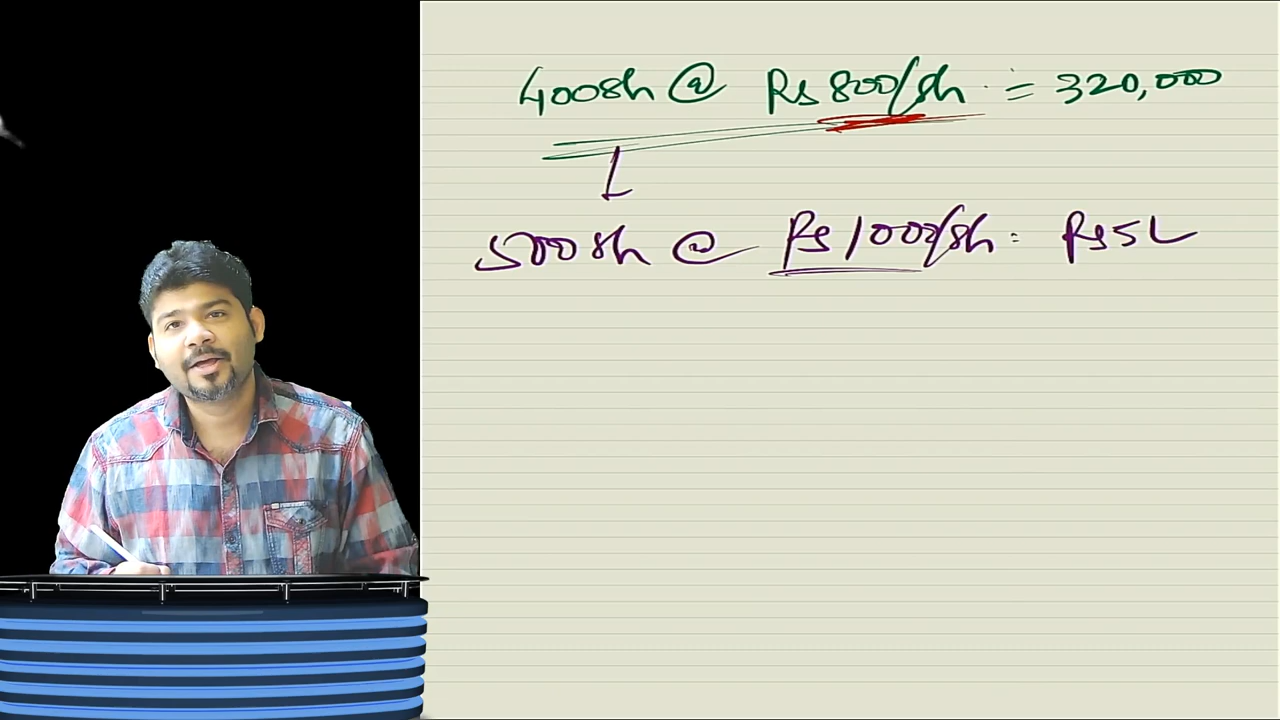 400sh @ Rs 800/sh = 320,000
500sh @ Rs 1000/sh = Rs 5L